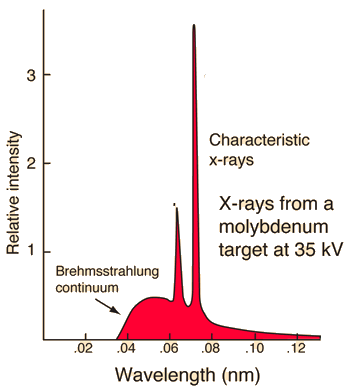 3
2
1
Relative intensity
Characteristic
x-rays
X-rays from a
molybdenum
target at 35 kV
Brehmsstrahlung
continuum
.02 .04 .06 .08 .10 .12
Wavelength (nm)